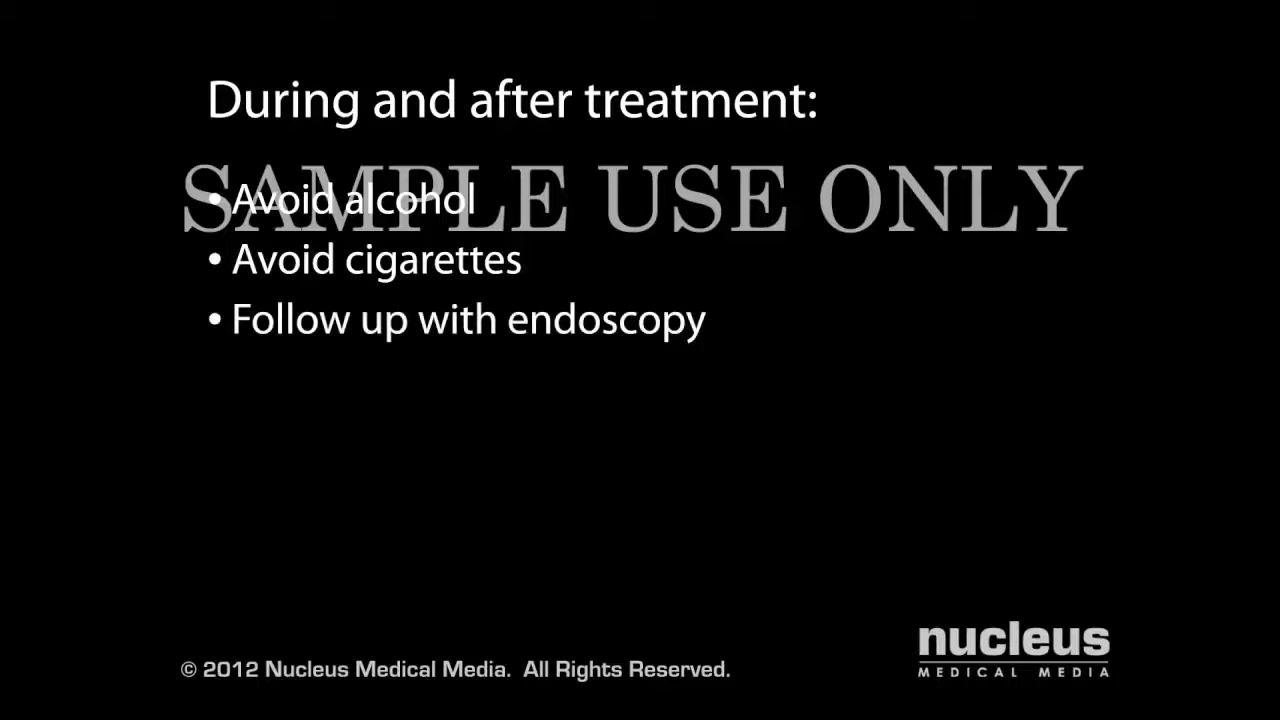 During and after treatment:
SAMPLE USE ONLY
• Avoid alcohol
• Avoid cigarettes
• Follow up with endoscopy
nucleus
MEDICAL MEDIA
© 2012 Nucleus Medical Media. All Rights Reserved.